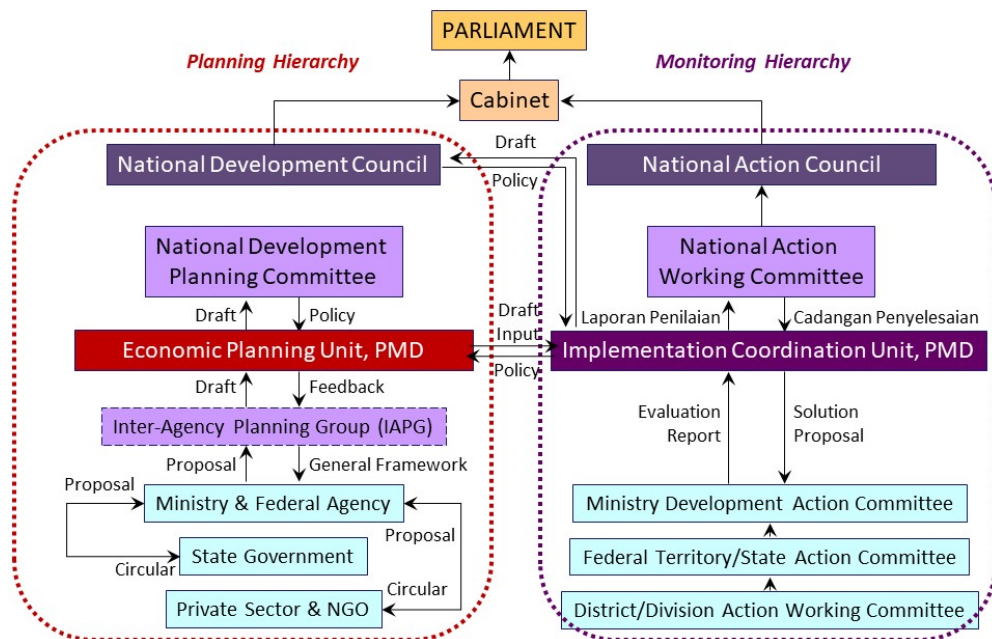 PARLIAMENT
Planning Hierarchy
Monitoring Hierarchy
Cabinet
National Development Council
Draft
Policy
National Action Council
National Development
Planning Committee
National Action
Working Committee
Draft
Policy
Draft
Input
Policy
Laporan Penilaian
Cadangan Penyelesaian
Economic Planning Unit, PMD
Implementation Coordination Unit, PMD
Draft
Feedback
Evaluation
Report
Solution
Proposal
Inter-Agency Planning Group (IAPG)
Proposal
General Framework
Proposal
Ministry & Federal Agency
Ministry Development Action Committee
Proposal
State Government
Circular
Federal Territory/State Action Committee
Circular
Private Sector & NGO
District/Division Action Working Committee